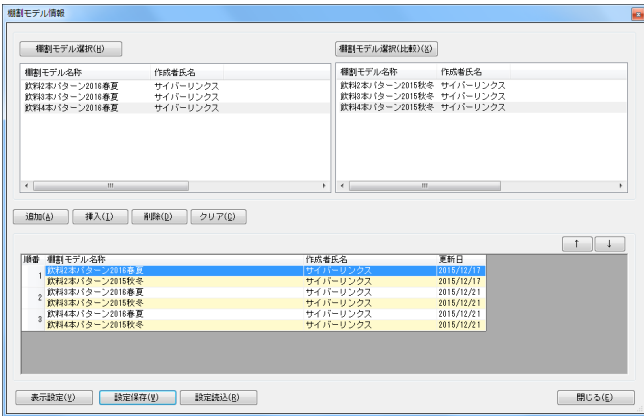 棚割モデル情報
棚割モデル選択(H)
棚割モデル選択(比較)(X)
棚割モデル名称 作成者氏名
飲料2本パターン2016春夏 サイバーリンクス
飲料3本パターン2016春夏 サイバーリンクス
飲料4本パターン2016春夏 サイバーリンクス
棚割モデル名称 作成者氏名
飲料2本パターン2015秋冬 サイバーリンクス
飲料3本パターン2015秋冬 サイバーリンクス
飲料4本パターン2015秋冬 サイバーリンクス
追加(A) 挿入(I) 削除(D) クリア(C)
↑ ↓
順番 棚割モデル名称 作成者氏名 更新日
1 飲料2本パターン2016春夏 サイバーリンクス 2015/12/17
飲料2本パターン2015秋冬 サイバーリンクス 2015/12/17
2 飲料3本パターン2016春夏 サイバーリンクス 2015/12/21
飲料3本パターン2015秋冬 サイバーリンクス 2015/12/21
3 飲料4本パターン2016春夏 サイバーリンクス 2015/12/21
飲料4本パターン2015秋冬 サイバーリンクス 2015/12/21
表示設定(V) 設定保存(W) 設定読込(R) 閉じる(E)